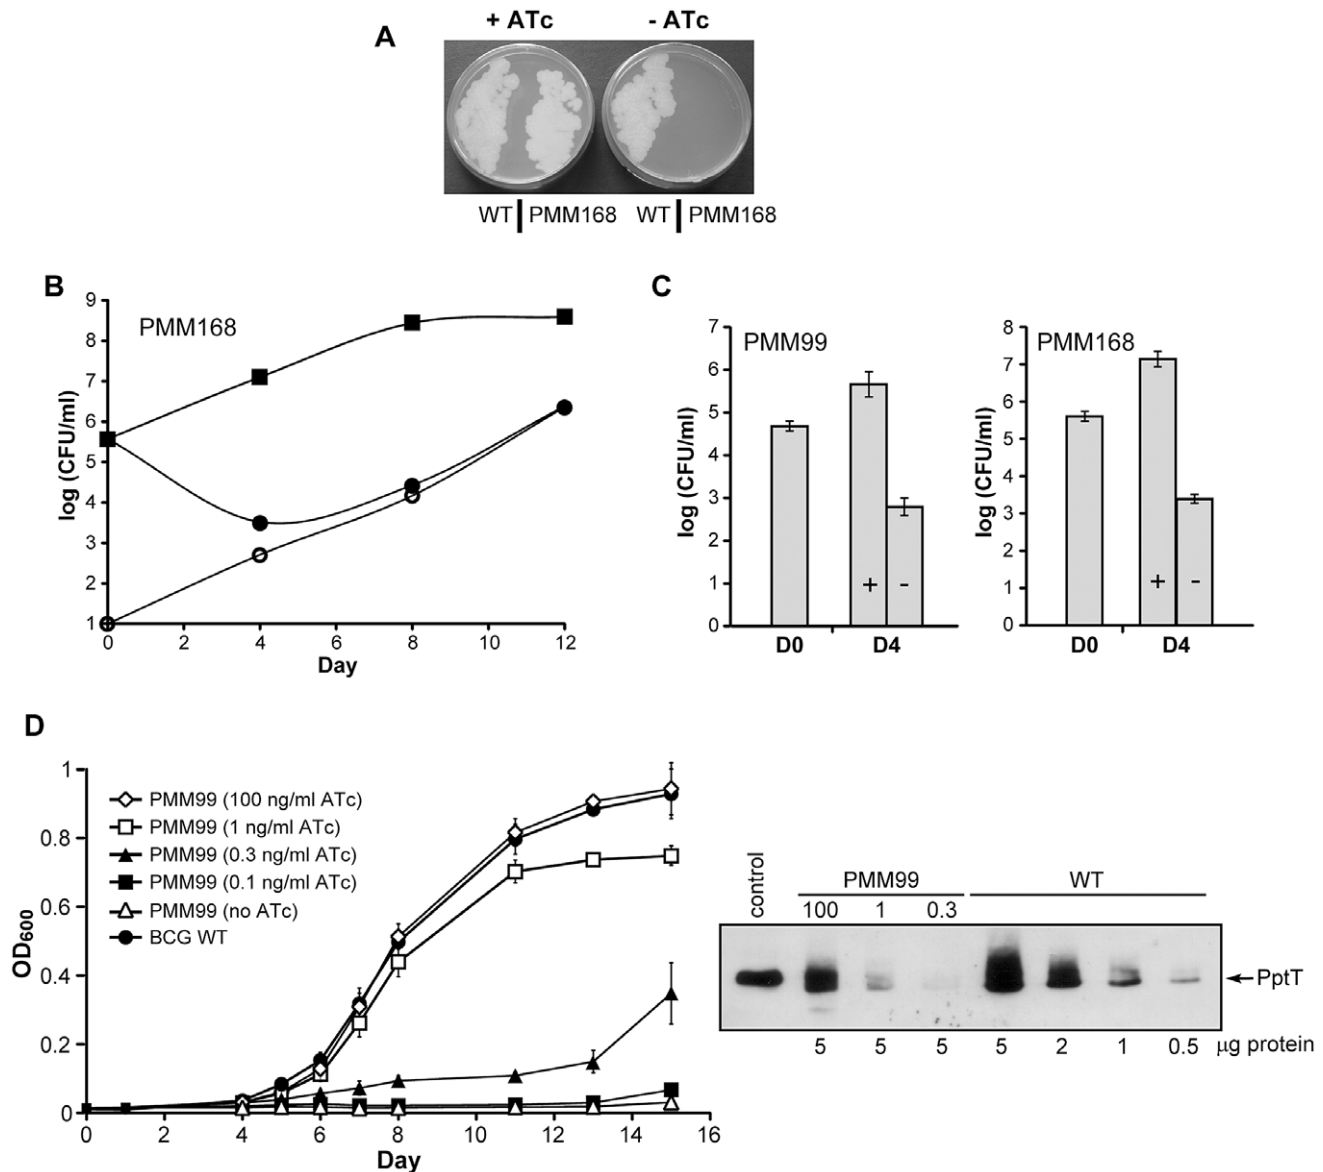 A
+ ATc
- ATc
WT PMM168 WT PMM168
B
PMM168
log (CFU/ml)
9
8
7
6
5
4
3
2
1
0 2 4 6 8 10 12
Day
C
PMM99
log (CFU/ml)
7
6
5
4
3
2
1
0
+ -
D0 D4
PMM168
log (CFU/ml)
8
7
6
5
4
3
2
1
0
+ -
D0 D4
D
OD600
1
0.8
0.6
0.4
0.2
0
PMM99 (100 ng/ml ATc)
PMM99 (1 ng/ml ATc)
PMM99 (0.3 ng/ml ATc)
PMM99 (0.1 ng/ml ATc)
PMM99 (no ATc)
BCG WT
0 2 4 6 8 10 12 14 16
Day
control
PMM99 WT
100 1 0.3
PptT
5 5 5 5 2 1 0.5 µg protein